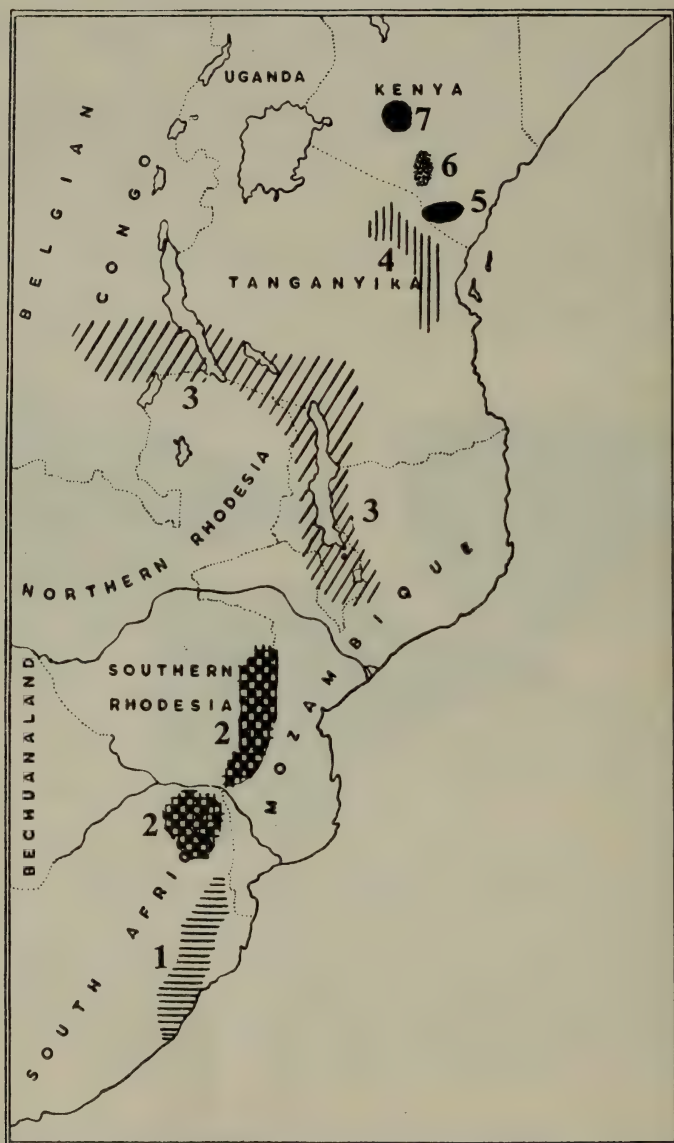 UGANDA
KENYA
7
6
5
4
BELGIAN
CONGO
TANGANYIKA
3
3
NORTHERN RHODESIA
MOZAMBIQUE
SOUTHERN
RHODESIA
2
BECHUANALAND
2
SOUTH AFRI
1